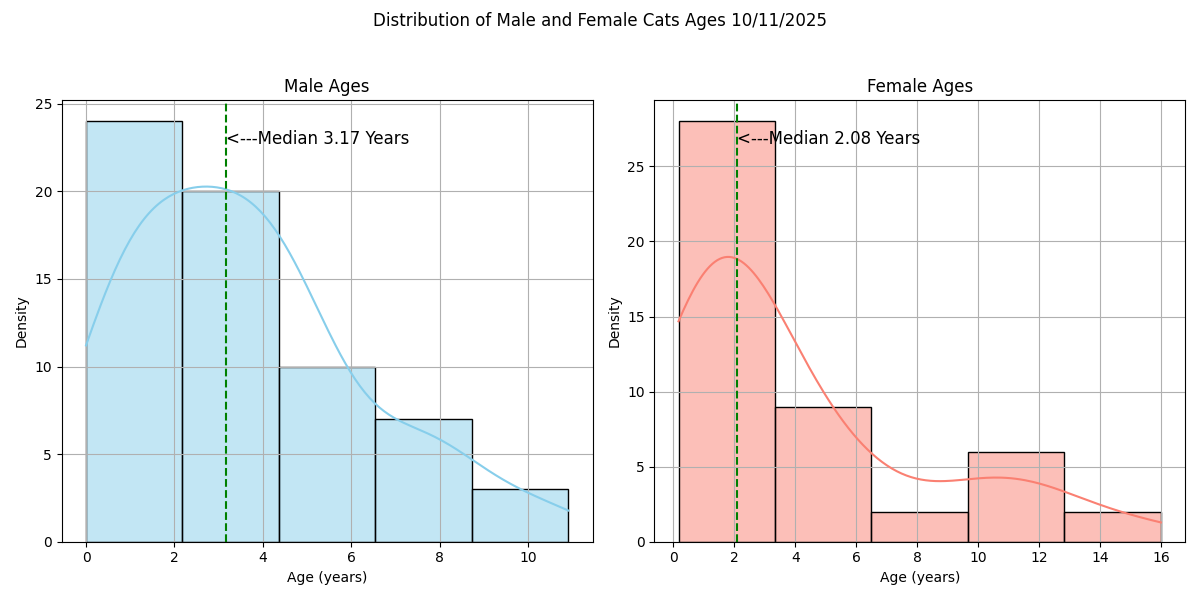 Distribution of Male and Female Cats Ages 10/11/2025
Male Ages
25
20
15
10
5
0
Density
<---Median 3.17 Years
0 2 4 6 8 10
Age (years)
Female Ages
25
20
15
10
5
0
Density
<---Median 2.08 Years
0 2 4 6 8 10 12 14 16
Age (years)